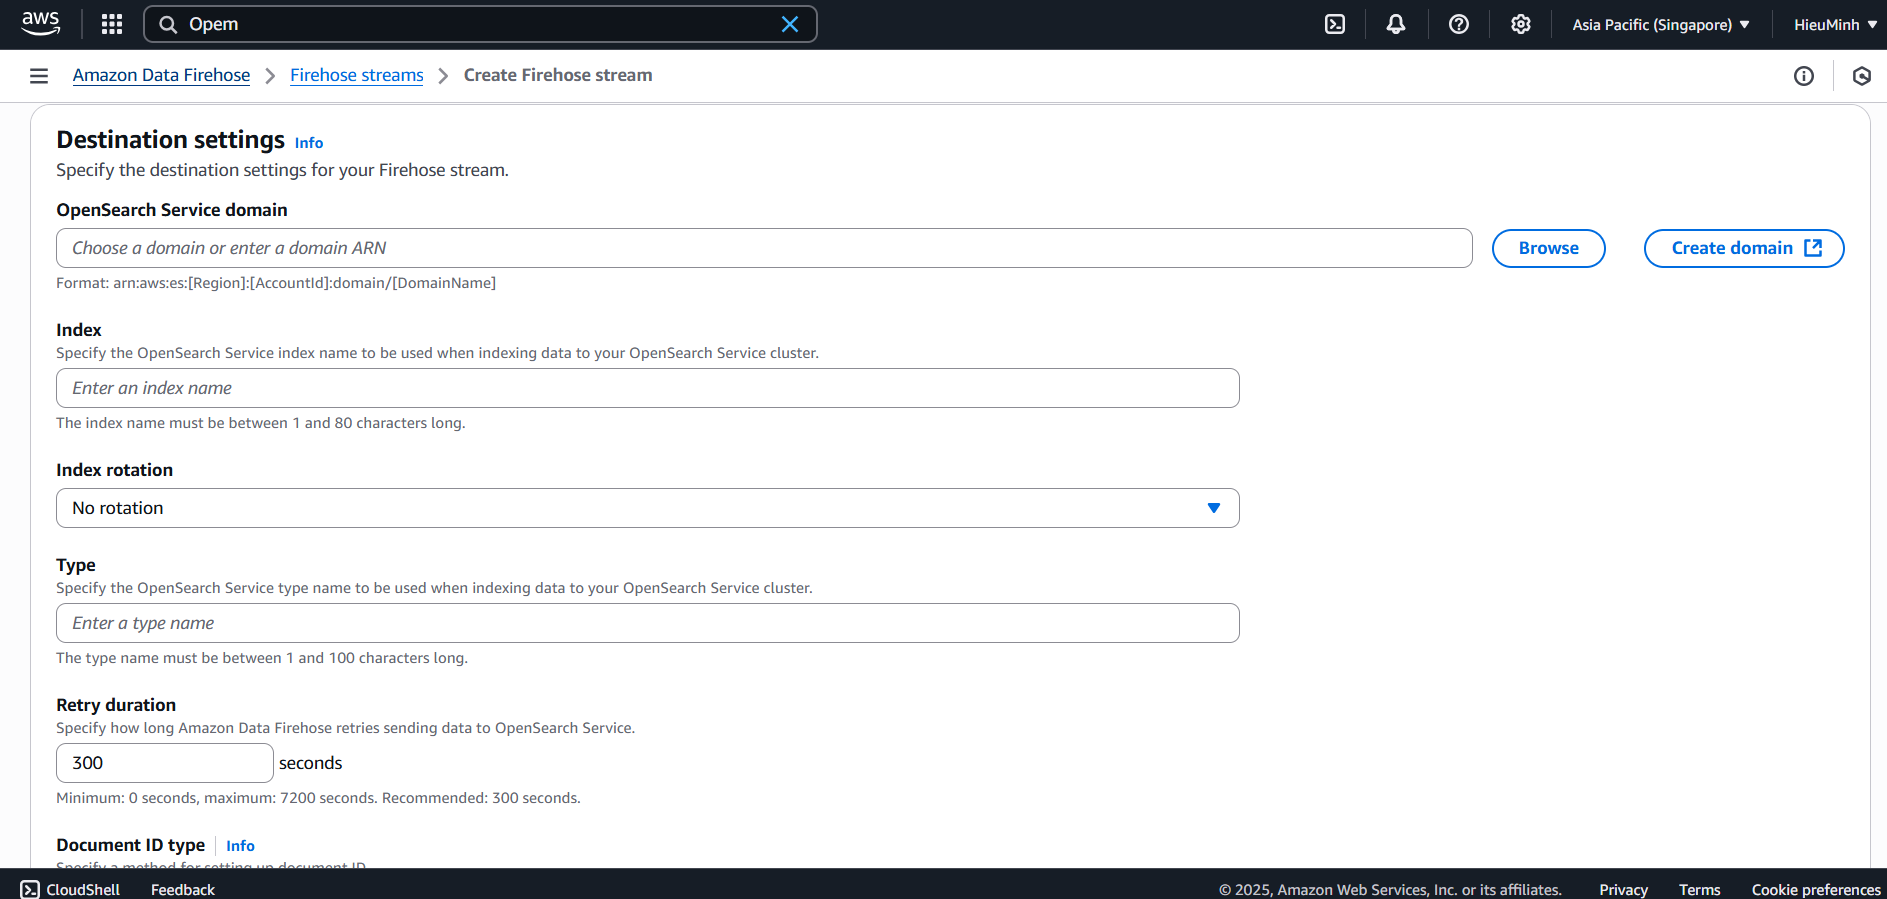 aws
Opem
Asia Pacific (Singapore)
HieuMinh
Amazon Data Firehose
Firehose streams
Create Firehose stream
Destination settings Info
Specify the destination settings for your Firehose stream.
OpenSearch Service domain
Choose a domain or enter a domain ARN
Browse
Create domain
Format: arn:aws:es:[Region]:[AccountId]:domain/[DomainName]
Index
Specify the OpenSearch Service index name to be used when indexing data to your OpenSearch Service cluster.
Enter an index name
The index name must be between 1 and 80 characters long.
Index rotation
No rotation
Type
Specify the OpenSearch Service type name to be used when indexing data to your OpenSearch Service cluster.
Enter a type name
The type name must be between 1 and 100 characters long.
Retry duration
Specify how long Amazon Data Firehose retries sending data to OpenSearch Service.
300 seconds
Minimum: 0 seconds, maximum: 7200 seconds. Recommended: 300 seconds.
Document ID type Info
Specify a method for setting up document ID.
CloudShell
Feedback
© 2025, Amazon Web Services, Inc. or its affiliates.
Privacy
Terms
Cookie preferences